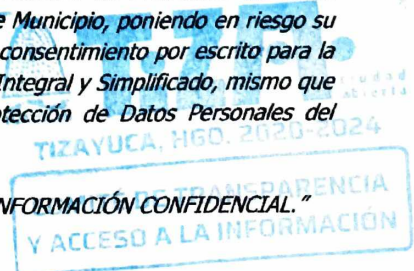 e Municipio, poniendo en riesgo su
consentimiento por escrito para la
Integral y Simplificado, mismo que
otección de Datos Personales del
TIZAYUCA, HGO. 2020-2024
NFORMACIÓN CONFIDENCIAL."
DE TRANSPARENCIA
Y ACCESO A LA INFORMACIÓN